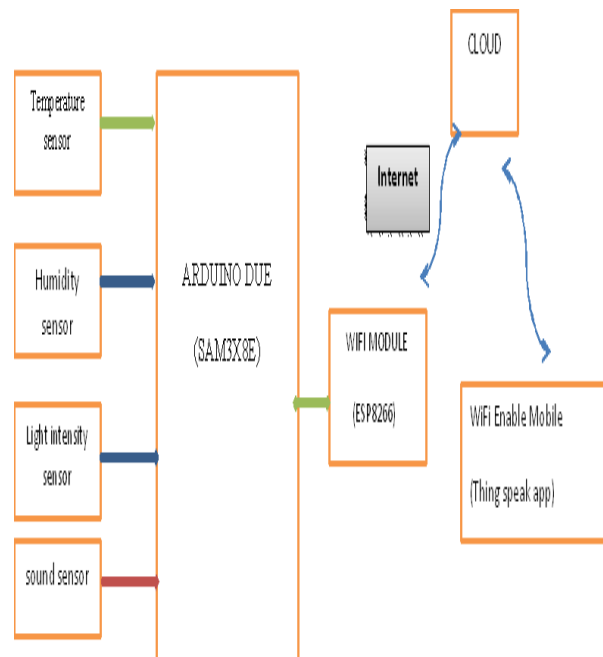 CLOUD
Temperature
sensor
Internet
Humidity
sensor
ARDUINO DUE
(SAM3X8E)
WIFI MODULE
(ESP8266)
WiFi Enable Mobile
(Thing speak app)
Light intensity
sensor
sound sensor